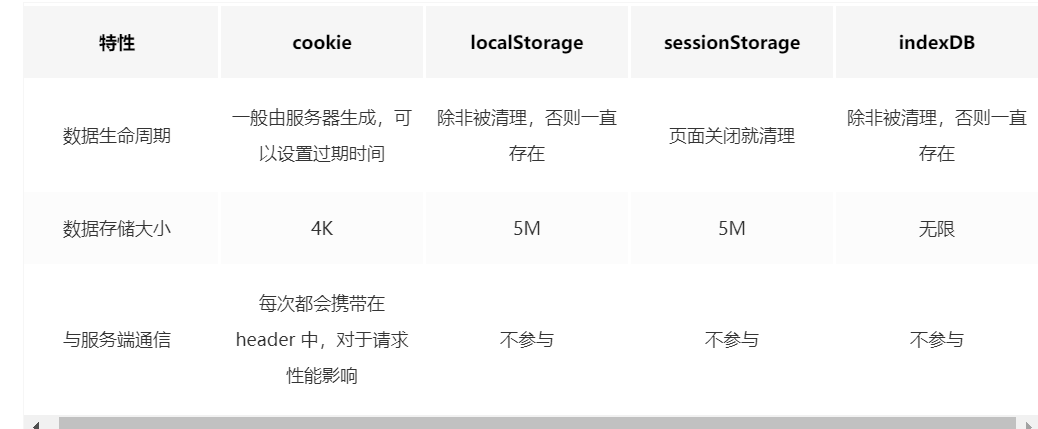 特性 cookie localStorage sessionStorage indexDB
数据生命周期
一般由服务器生成，可
以设置过期时间
除非被清理，否则一直
存在
页面关闭就清理
除非被清理，否则一直
存在
数据存储大小 4K 5M 5M 无限
与服务端通信
每次都会携带在
header 中，对于请求
性能影响
不参与
不参与
不参与